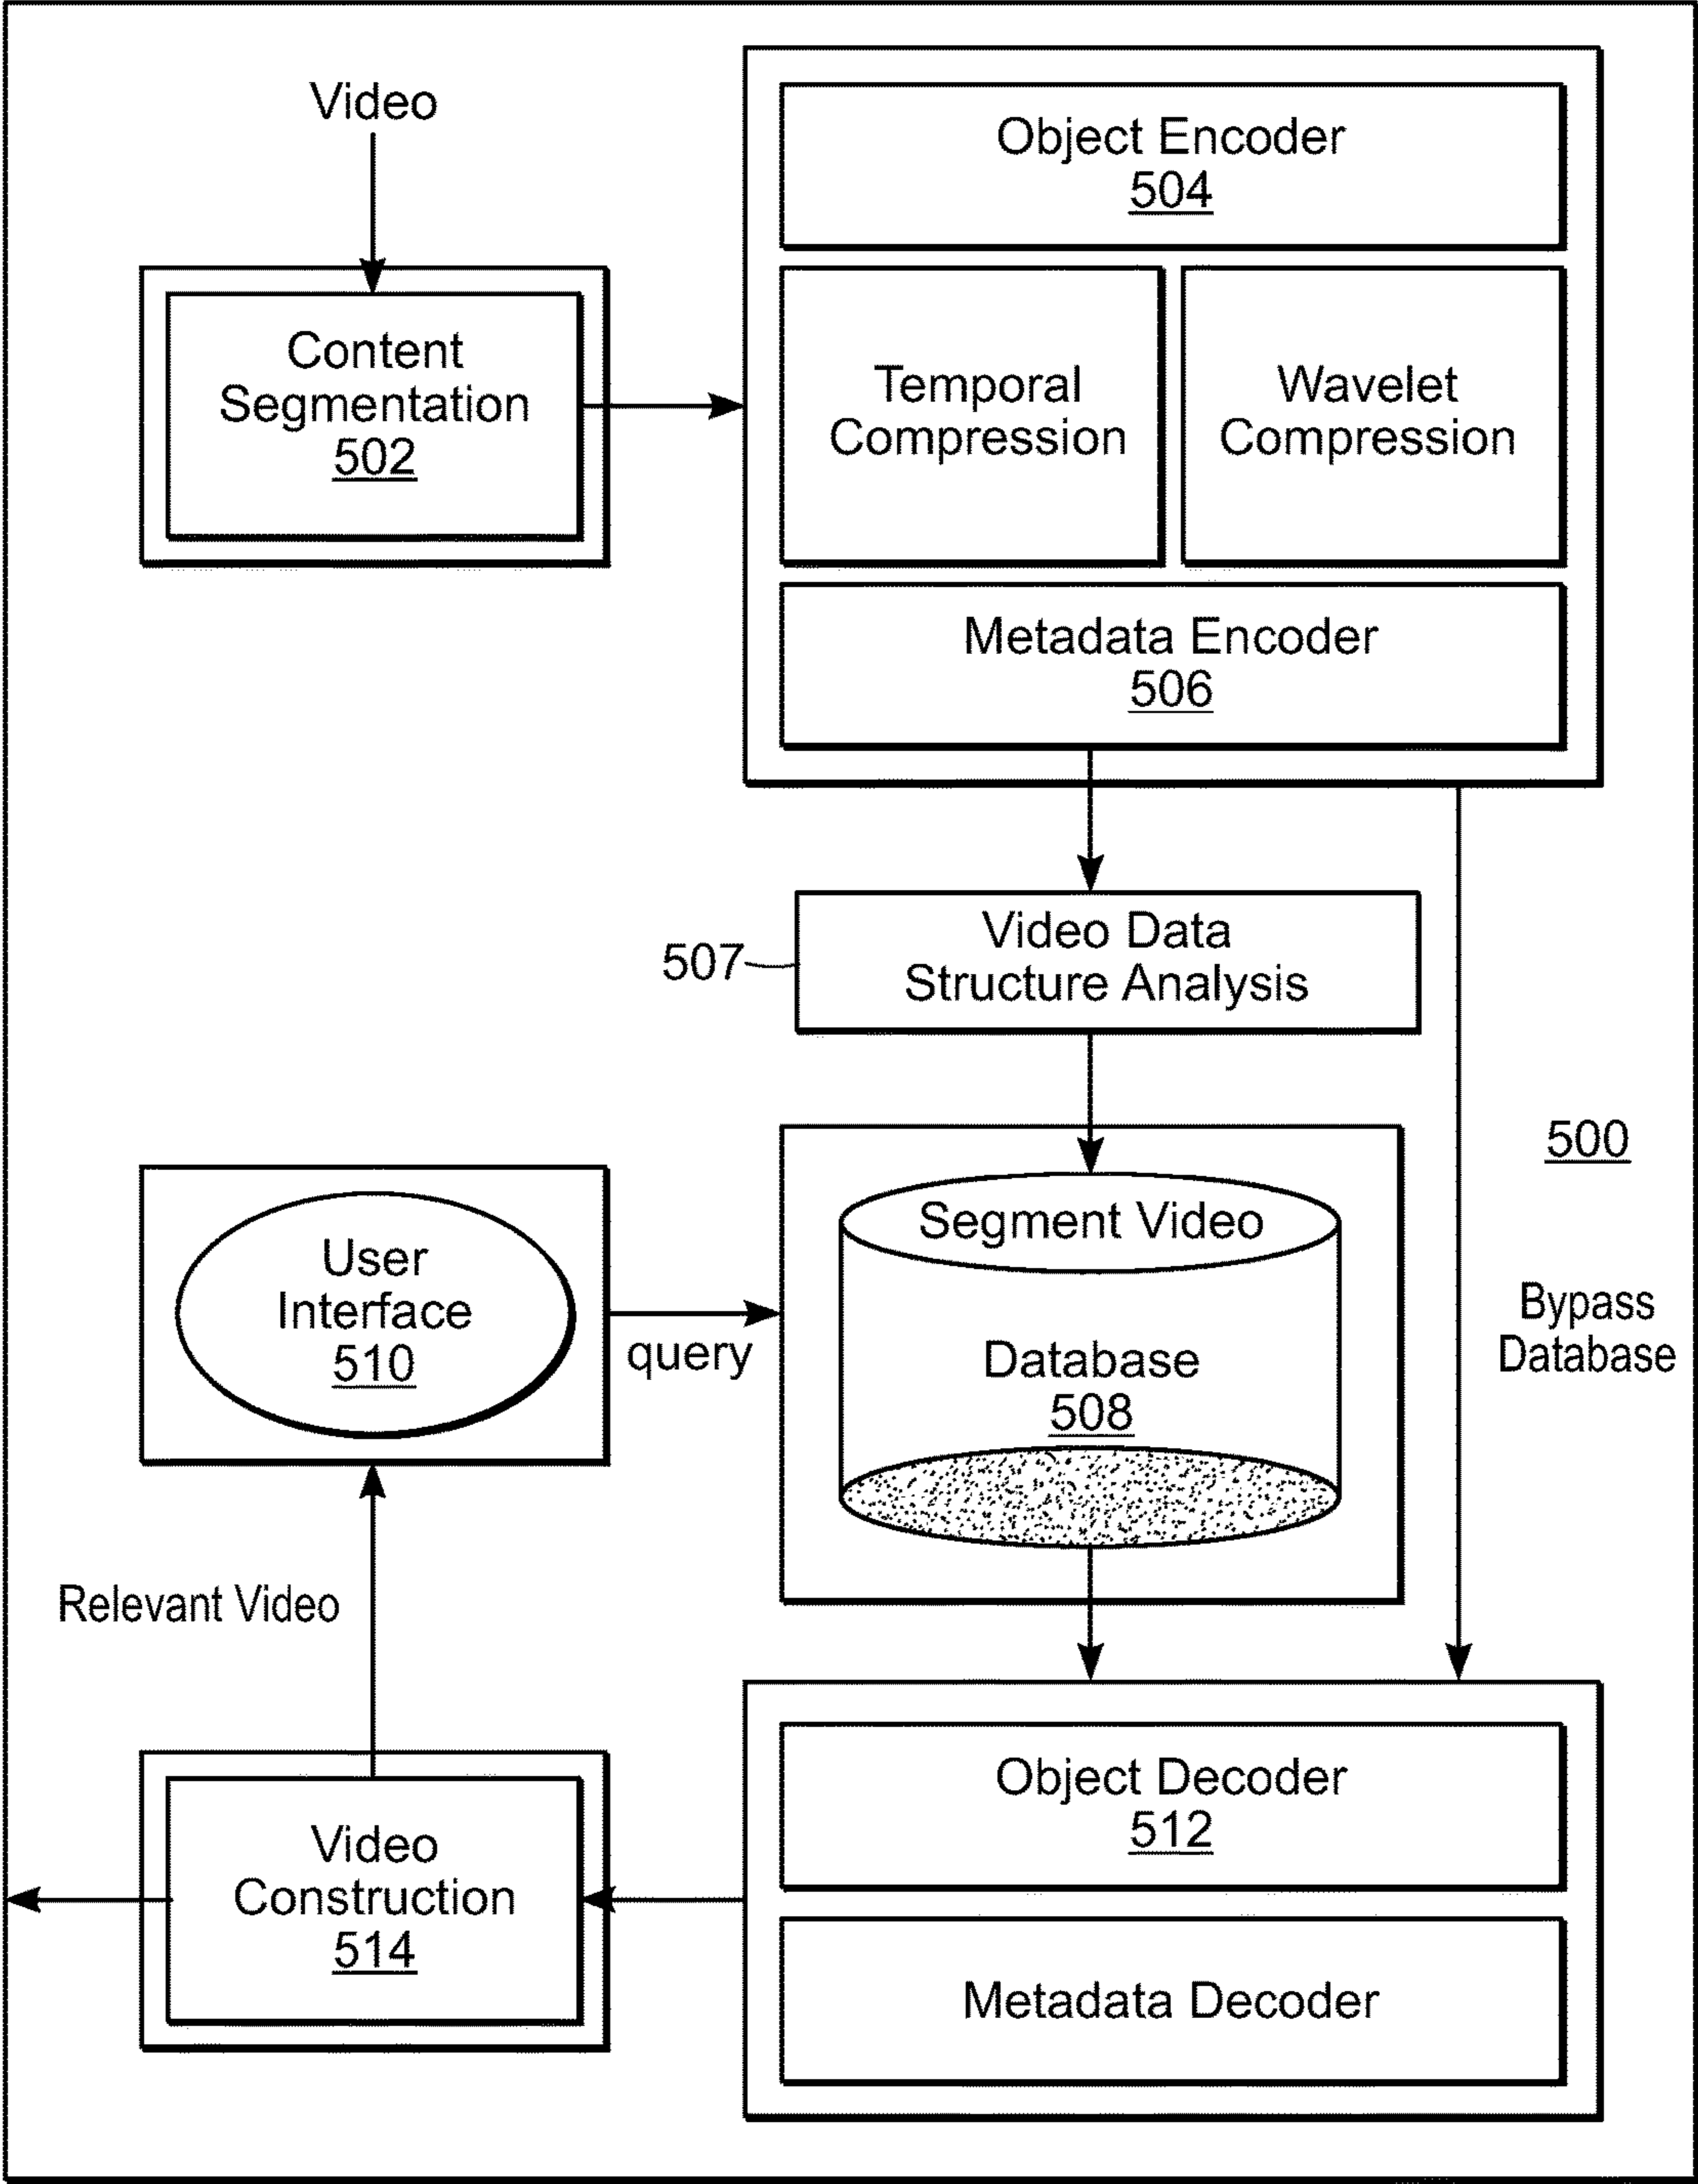 Video
Object Encoder
504
Content
Segmentation
502
Temporal
Compression
Wavelet
Compression
Metadata Encoder
506
507
Video Data
Structure Analysis
500
User
Interface
510
query
Segment Video
Database
508
Bypass
Database
Relevant Video
Object Decoder
512
Video
Construction
514
Metadata Decoder